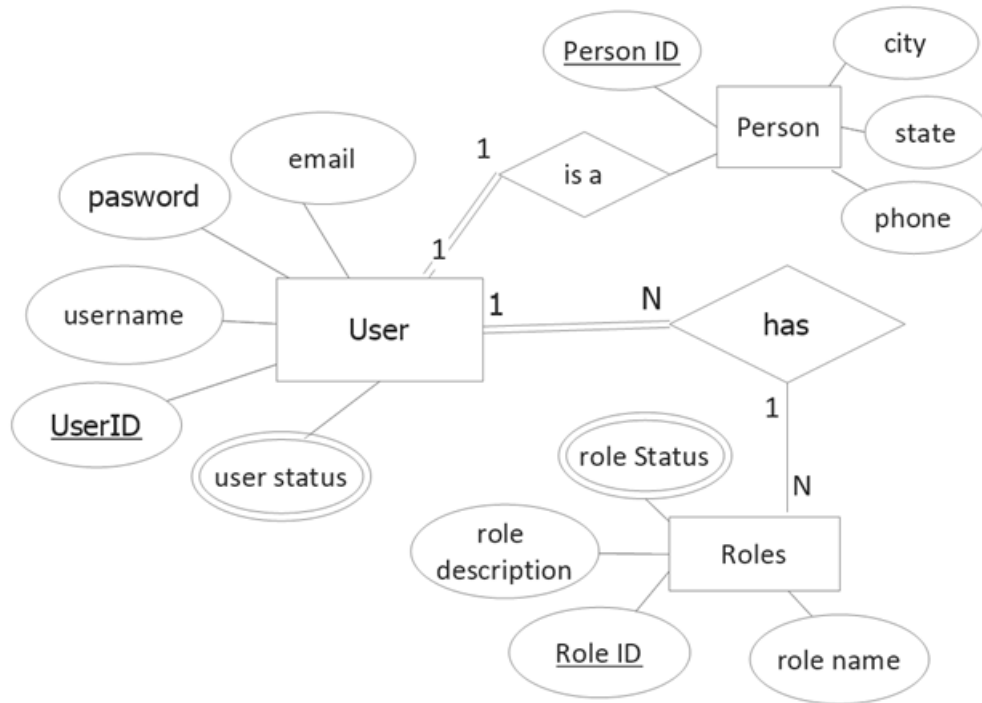 Person ID
city
Person
state
phone
1
is a
email
pasword
1
username
User
1
N
has
UserID
user status
1
N
role Status
role
description
Roles
Role ID
role name